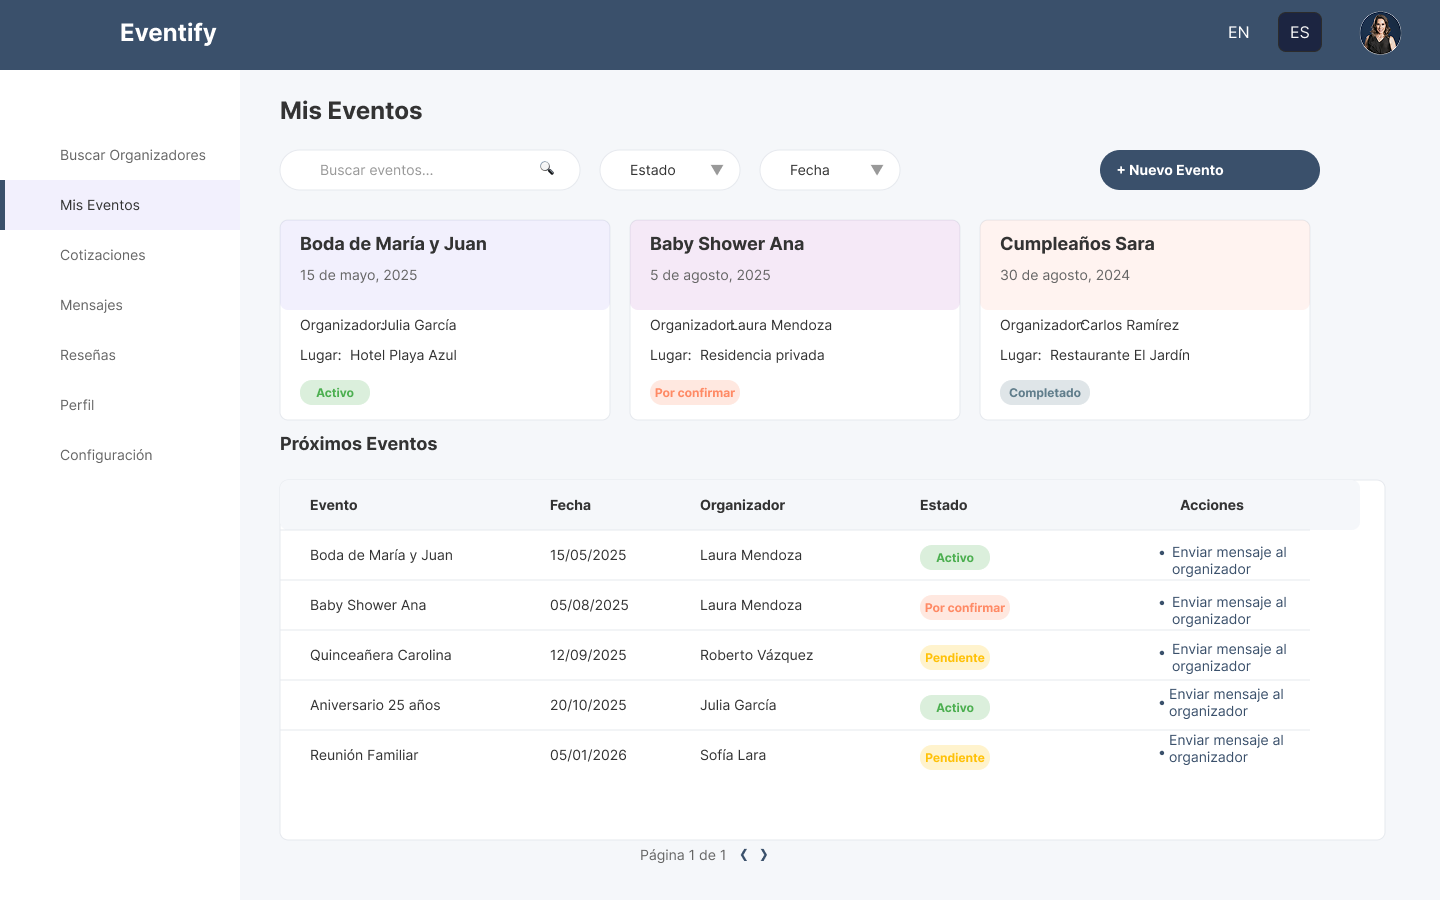 Eventify
EN
ES
Buscar Organizadores
Mis Eventos
Cotizaciones
Mensajes
Reseñas
Perfil
Configuración
Mis Eventos
Buscar eventos...
Estado
Fecha
+ Nuevo Evento
Boda de María y Juan
15 de mayo, 2025
Organizador: Julia García
Lugar: Hotel Playa Azul
Activo
Baby Shower Ana
5 de agosto, 2025
Organizador: Laura Mendoza
Lugar: Residencia privada
Por confirmar
Cumpleaños Sara
30 de agosto, 2024
Organizador: Carlos Ramírez
Lugar: Restaurante El Jardín
Completado
Próximos Eventos
Evento Fecha Organizador Estado Acciones
Boda de María y Juan 15/05/2025 Laura Mendoza Activo • Enviar mensaje al
organizador
Baby Shower Ana 05/08/2025 Laura Mendoza Por confirmar • Enviar mensaje al
organizador
Quinceañera Carolina 12/09/2025 Roberto Vázquez Pendiente • Enviar mensaje al
organizador
Aniversario 25 años 20/10/2025 Julia García Activo • Enviar mensaje al
organizador
Reunión Familiar 05/01/2026 Sofía Lara Pendiente • Enviar mensaje al
organizador
Página 1 de 1 ❮ ❯